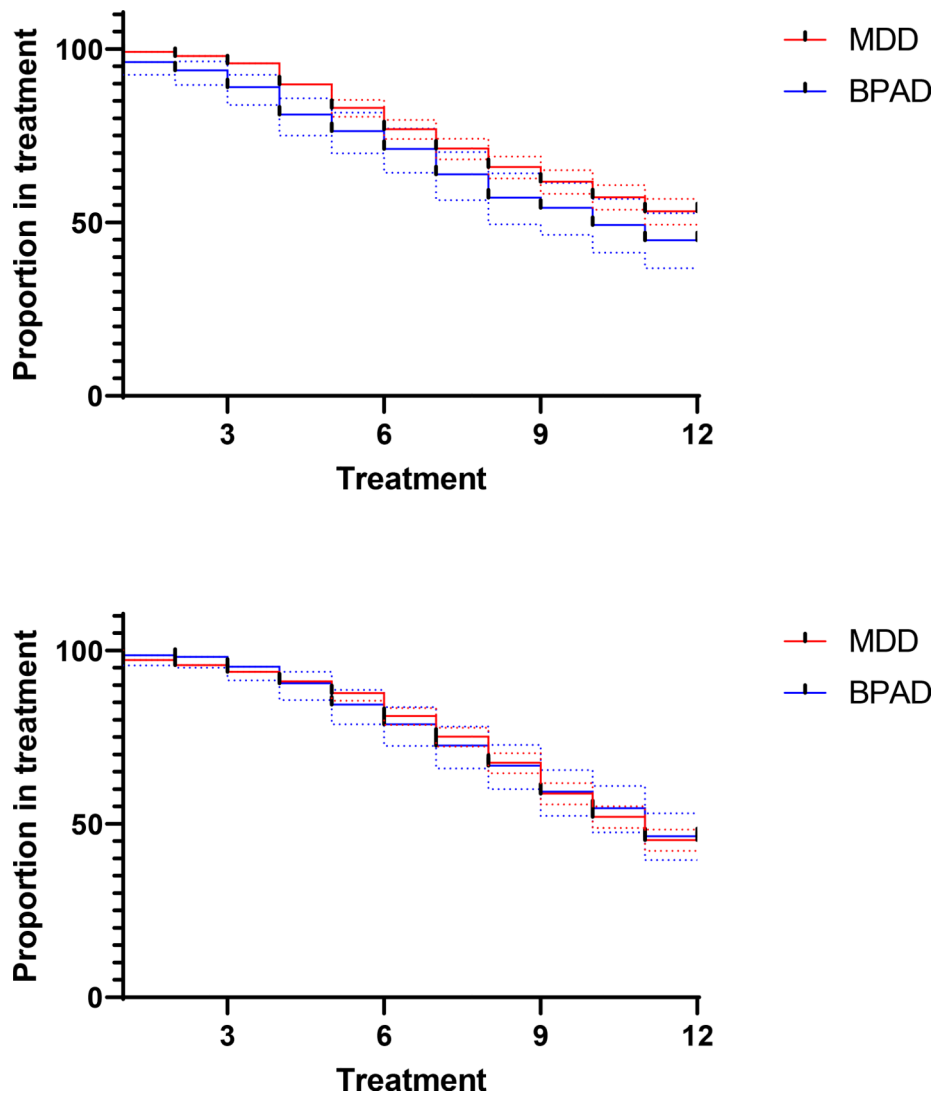 Proportion in treatment
100
50
0
3 6 9 12
Treatment
MDD
BPAD
Proportion in treatment
100
50
0
3 6 9 12
Treatment
MDD
BPAD